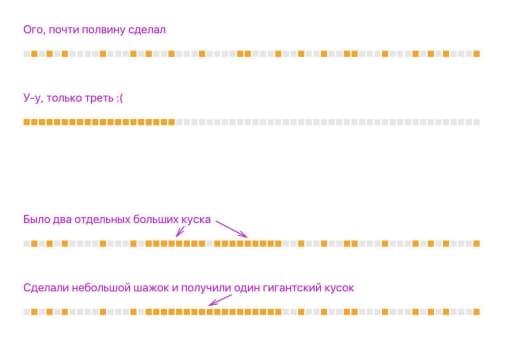 Ого, почти полвину сделал
У-у, только треть :(
Было два отдельных больших куска
Сделали небольшой шажок и получили один гигантский кусок